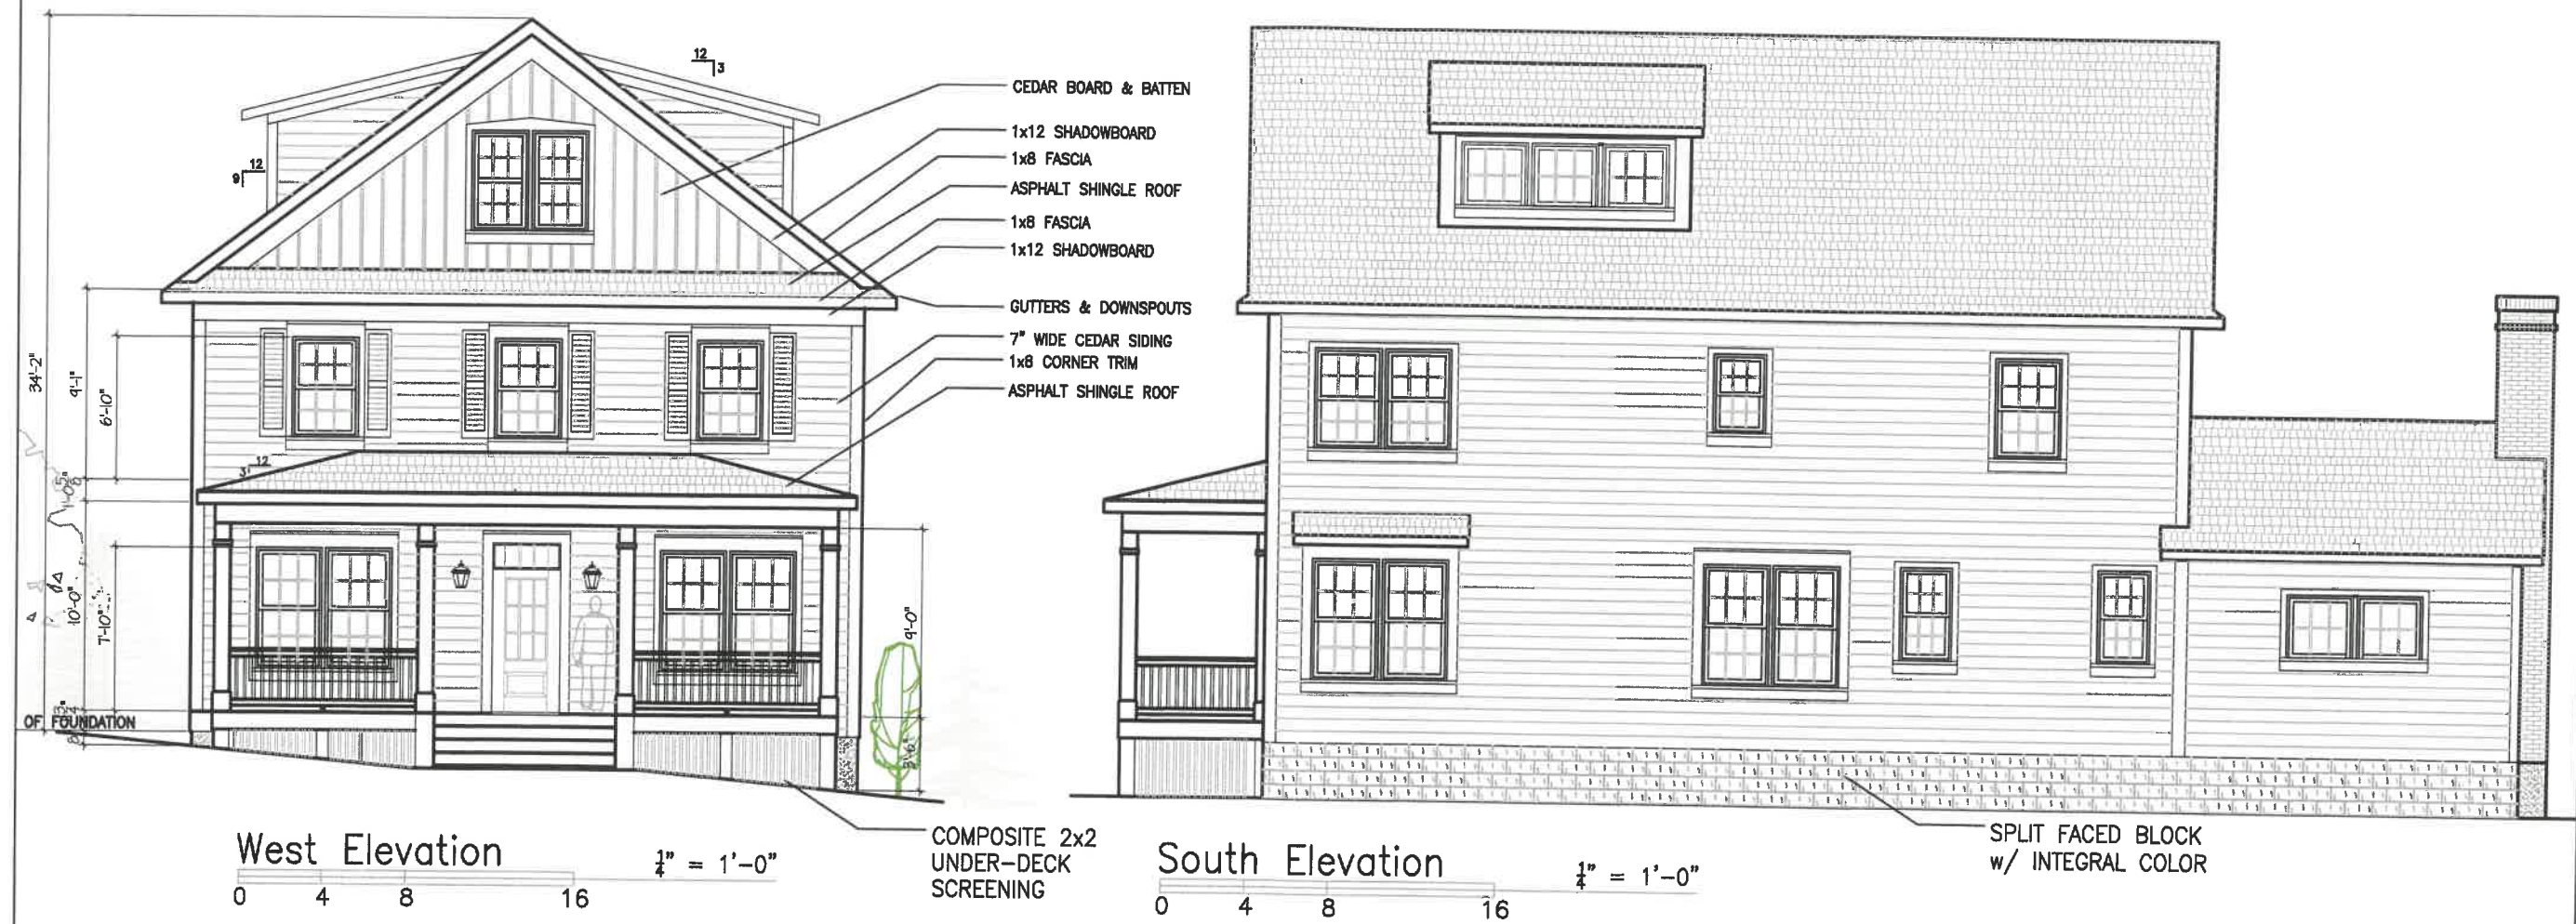 12
3
CEDAR BOARD & BATTEN
1x12 SHADOWBOARD
1x8 FASCIA
ASPHALT SHINGLE ROOF
1x8 FASCIA
1x12 SHADOWBOARD
GUTTERS & DOWNSPOUTS
7" WIDE CEDAR SIDING
1x8 CORNER TRIM
ASPHALT SHINGLE ROOF
12
9
34'-2"
9'-1"
6'-10"
12
3
10'-0"
7'-10"
9'-0"
3'-6"
OF FOUNDATION
COMPOSITE 2x2
UNDER-DECK
SCREENING
West Elevation
¼" = 1'-0"
0 4 8 16
SPLIT FACED BLOCK
w/ INTEGRAL COLOR
South Elevation
¼" = 1'-0"
0 4 8 16